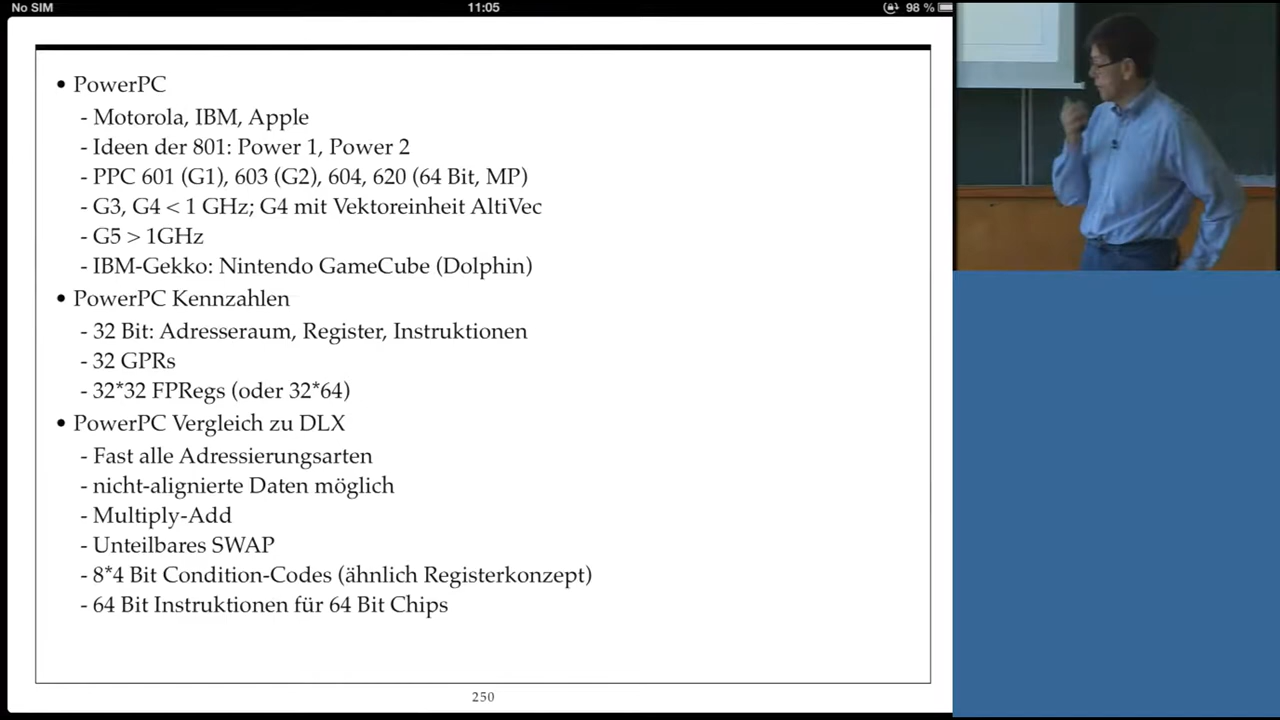 No SIM 11:05 98 %
• PowerPC
- Motorola, IBM, Apple
- Ideen der 801: Power 1, Power 2
- PPC 601 (G1), 603 (G2), 604, 620 (64 Bit, MP)
- G3, G4 < 1 GHz; G4 mit Vektoreinheit AltiVec
- G5 > 1GHz
- IBM-Gekko: Nintendo GameCube (Dolphin)
• PowerPC Kennzahlen
- 32 Bit: Adresseraum, Register, Instruktionen
- 32 GPRs
- 32*32 FPRegs (oder 32*64)
• PowerPC Vergleich zu DLX
- Fast alle Adressierungsarten
- nicht-alignierte Daten möglich
- Multiply-Add
- Unteilbares SWAP
- 8*4 Bit Condition-Codes (ähnlich Registerkonzept)
- 64 Bit Instruktionen für 64 Bit Chips
250